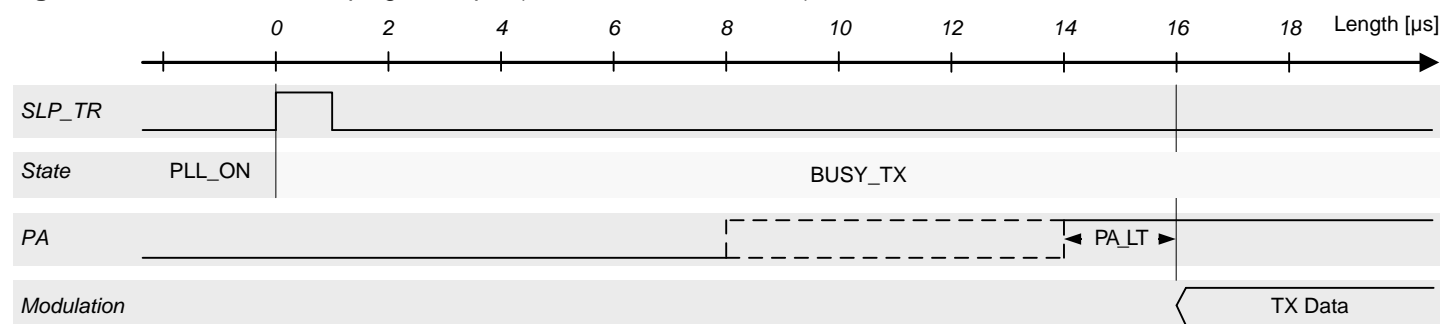 0 2 4 6 8 10 12 14 16 18 Length [µs]
SLP_TR
State PLL_ON BUSY_TX
PA PA_LT
Modulation TX Data